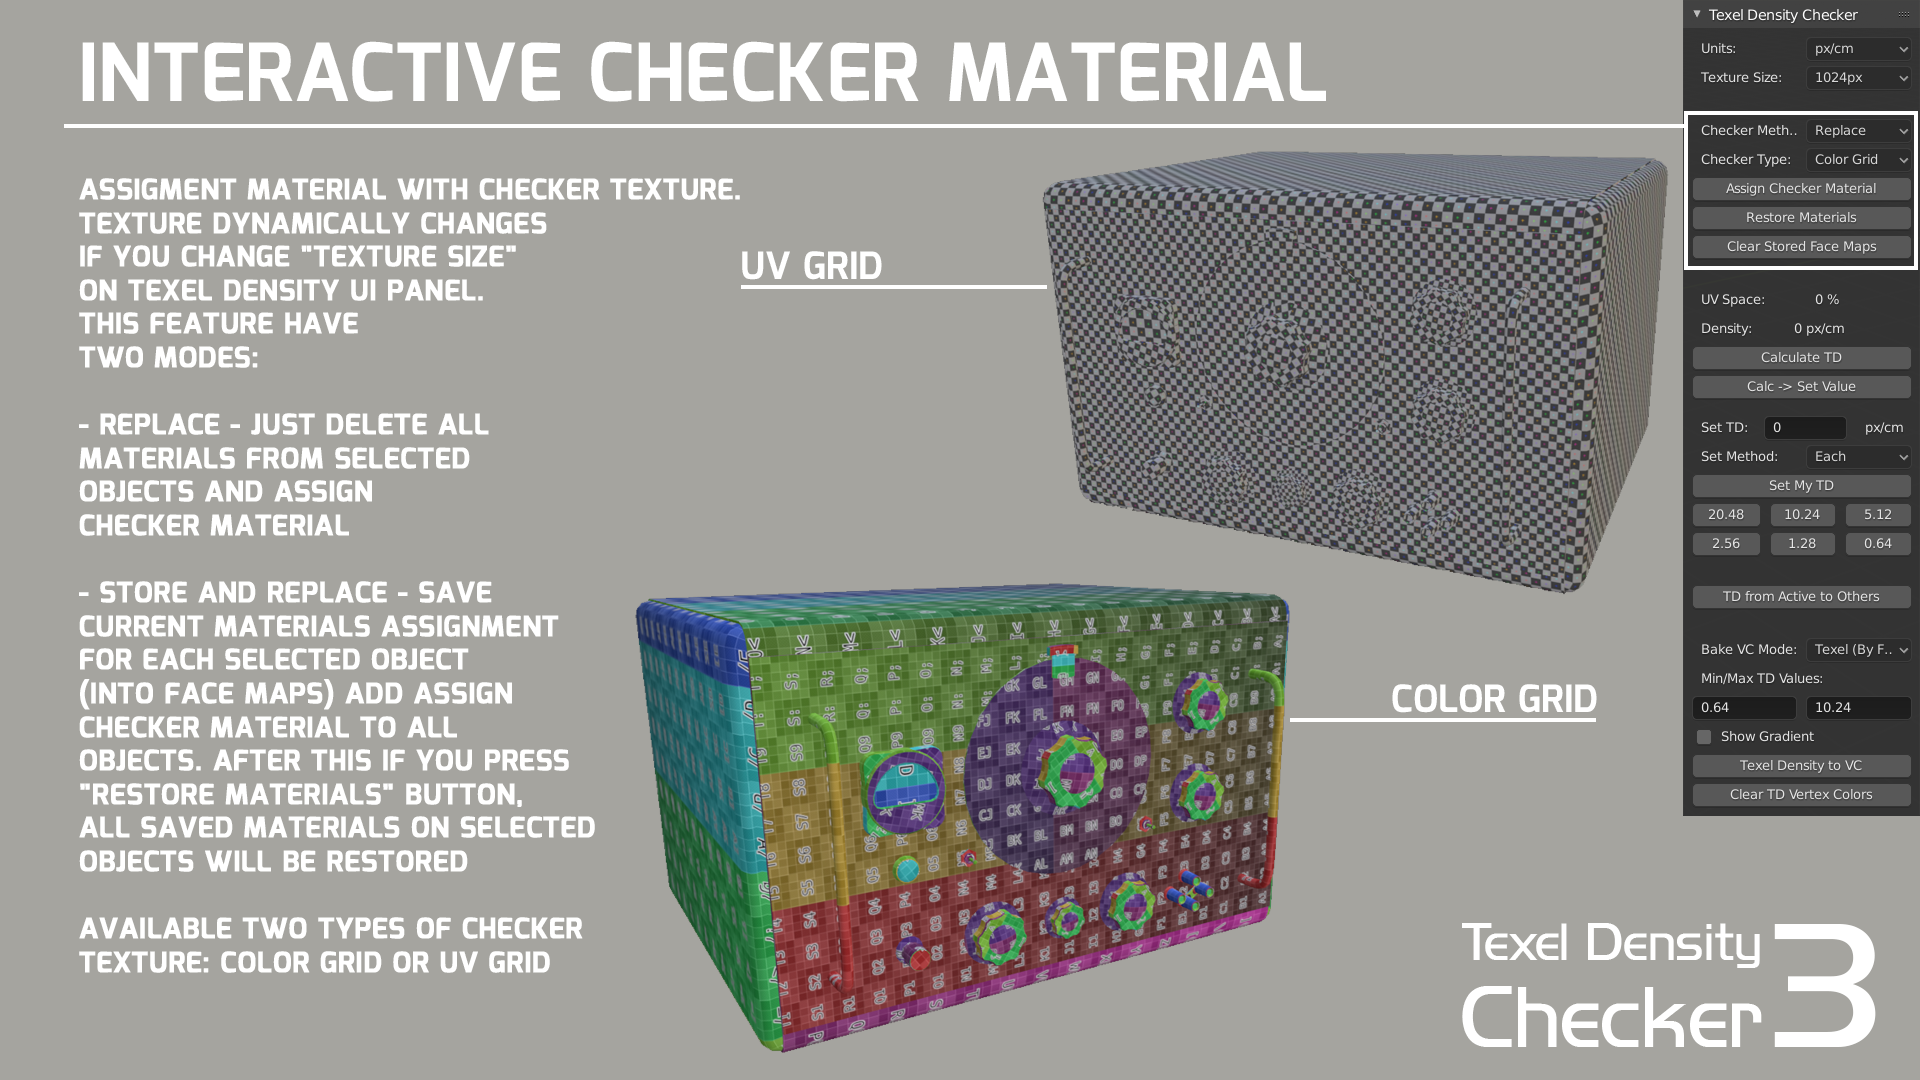 INTERACTIVE CHECKER MATERIAL
ASSIGMENT MATERIAL WITH CHECKER TEXTURE.
TEXTURE DYNAMICALLY CHANGES
IF YOU CHANGE "TEXTURE SIZE"
ON TEXEL DENSITY UI PANEL.
THIS FEATURE HAVE
TWO MODES:
- REPLACE - JUST DELETE ALL
MATERIALS FROM SELECTED
OBJECTS AND ASSIGN
CHECKER MATERIAL
- STORE AND REPLACE - SAVE
CURRENT MATERIALS ASSIGNMENT
FOR EACH SELECTED OBJECT
(INTO FACE MAPS) ADD ASSIGN
CHECKER MATERIAL TO ALL
OBJECTS. AFTER THIS IF YOU PRESS
"RESTORE MATERIALS" BUTTON,
ALL SAVED MATERIALS ON SELECTED
OBJECTS WILL BE RESTORED
AVAILABLE TWO TYPES OF CHECKER
TEXTURE: COLOR GRID OR UV GRID
UV GRID
COLOR GRID
Texel Density Checker
Units: px/cm
Texture Size: 1024px
Checker Meth.. Replace
Checker Type: Color Grid
Assign Checker Material
Restore Materials
Clear Stored Face Maps
UV Space: 0 %
Density: 0 px/cm
Calculate TD
Calc -> Set Value
Set TD: 0 px/cm
Set Method: Each
Set My TD
20.48 10.24 5.12
2.56 1.28 0.64
TD from Active to Others
Bake VC Mode: Texel (By F..
Min/Max TD Values:
0.64 10.24
Show Gradient
Texel Density to VC
Clear TD Vertex Colors
Texel Density
Checker 3